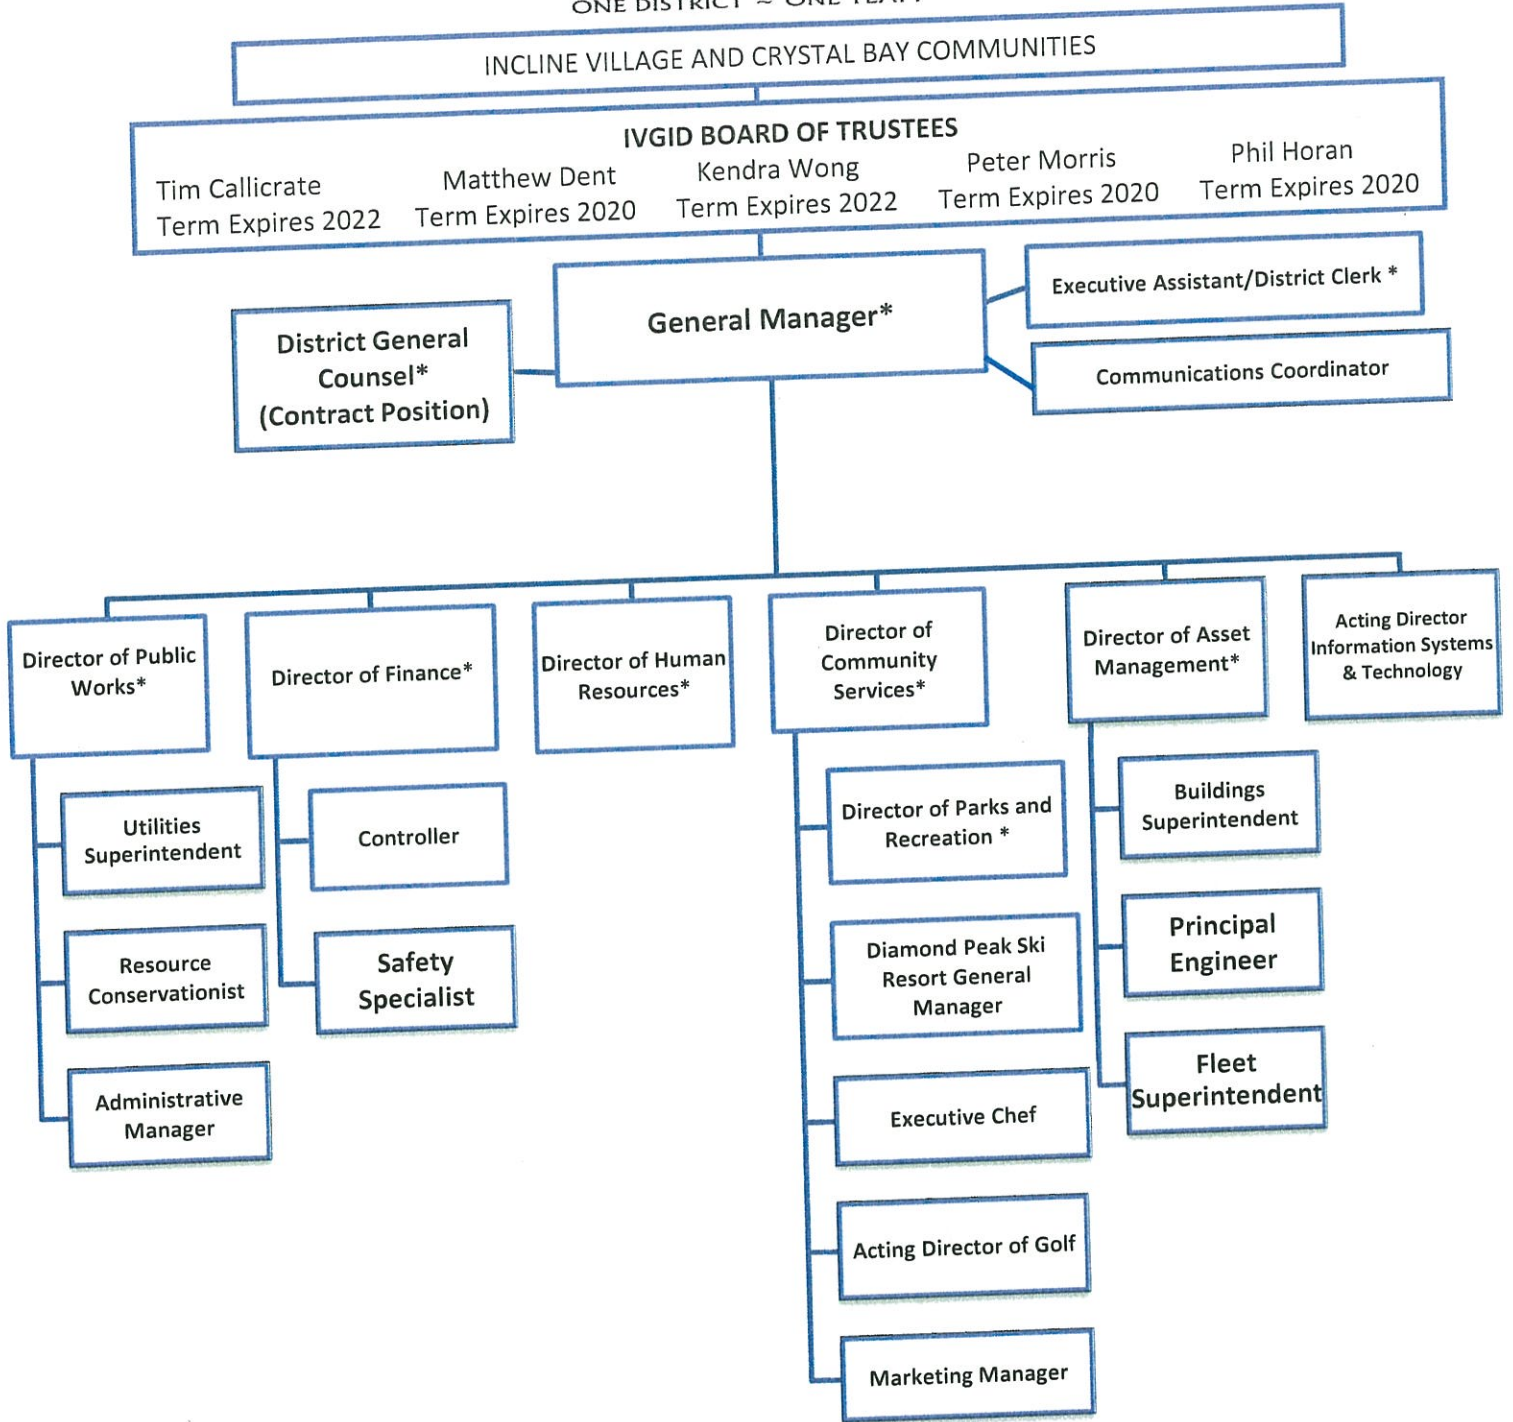 ONE DISTRICT ~ ONE TEAM
INCLINE VILLAGE AND CRYSTAL BAY COMMUNITIES
IVGID BOARD OF TRUSTEES
Tim Callicrate
Term Expires 2022
Matthew Dent
Term Expires 2020
Kendra Wong
Term Expires 2022
Peter Morris
Term Expires 2020
Phil Horan
Term Expires 2020
General Manager*
Executive Assistant/District Clerk *
Communications Coordinator
District General
Counsel*
(Contract Position)
Director of Public
Works*
Utilities
Superintendent
Resource
Conservationist
Administrative
Manager
Director of Finance*
Controller
Safety
Specialist
Director of Human
Resources*
Director of
Community
Services*
Director of Parks and
Recreation *
Diamond Peak Ski
Resort General
Manager
Executive Chef
Acting Director of Golf
Marketing Manager
Director of Asset
Management*
Buildings
Superintendent
Principal
Engineer
Fleet
Superintendent
Acting Director
Information Systems
& Technology